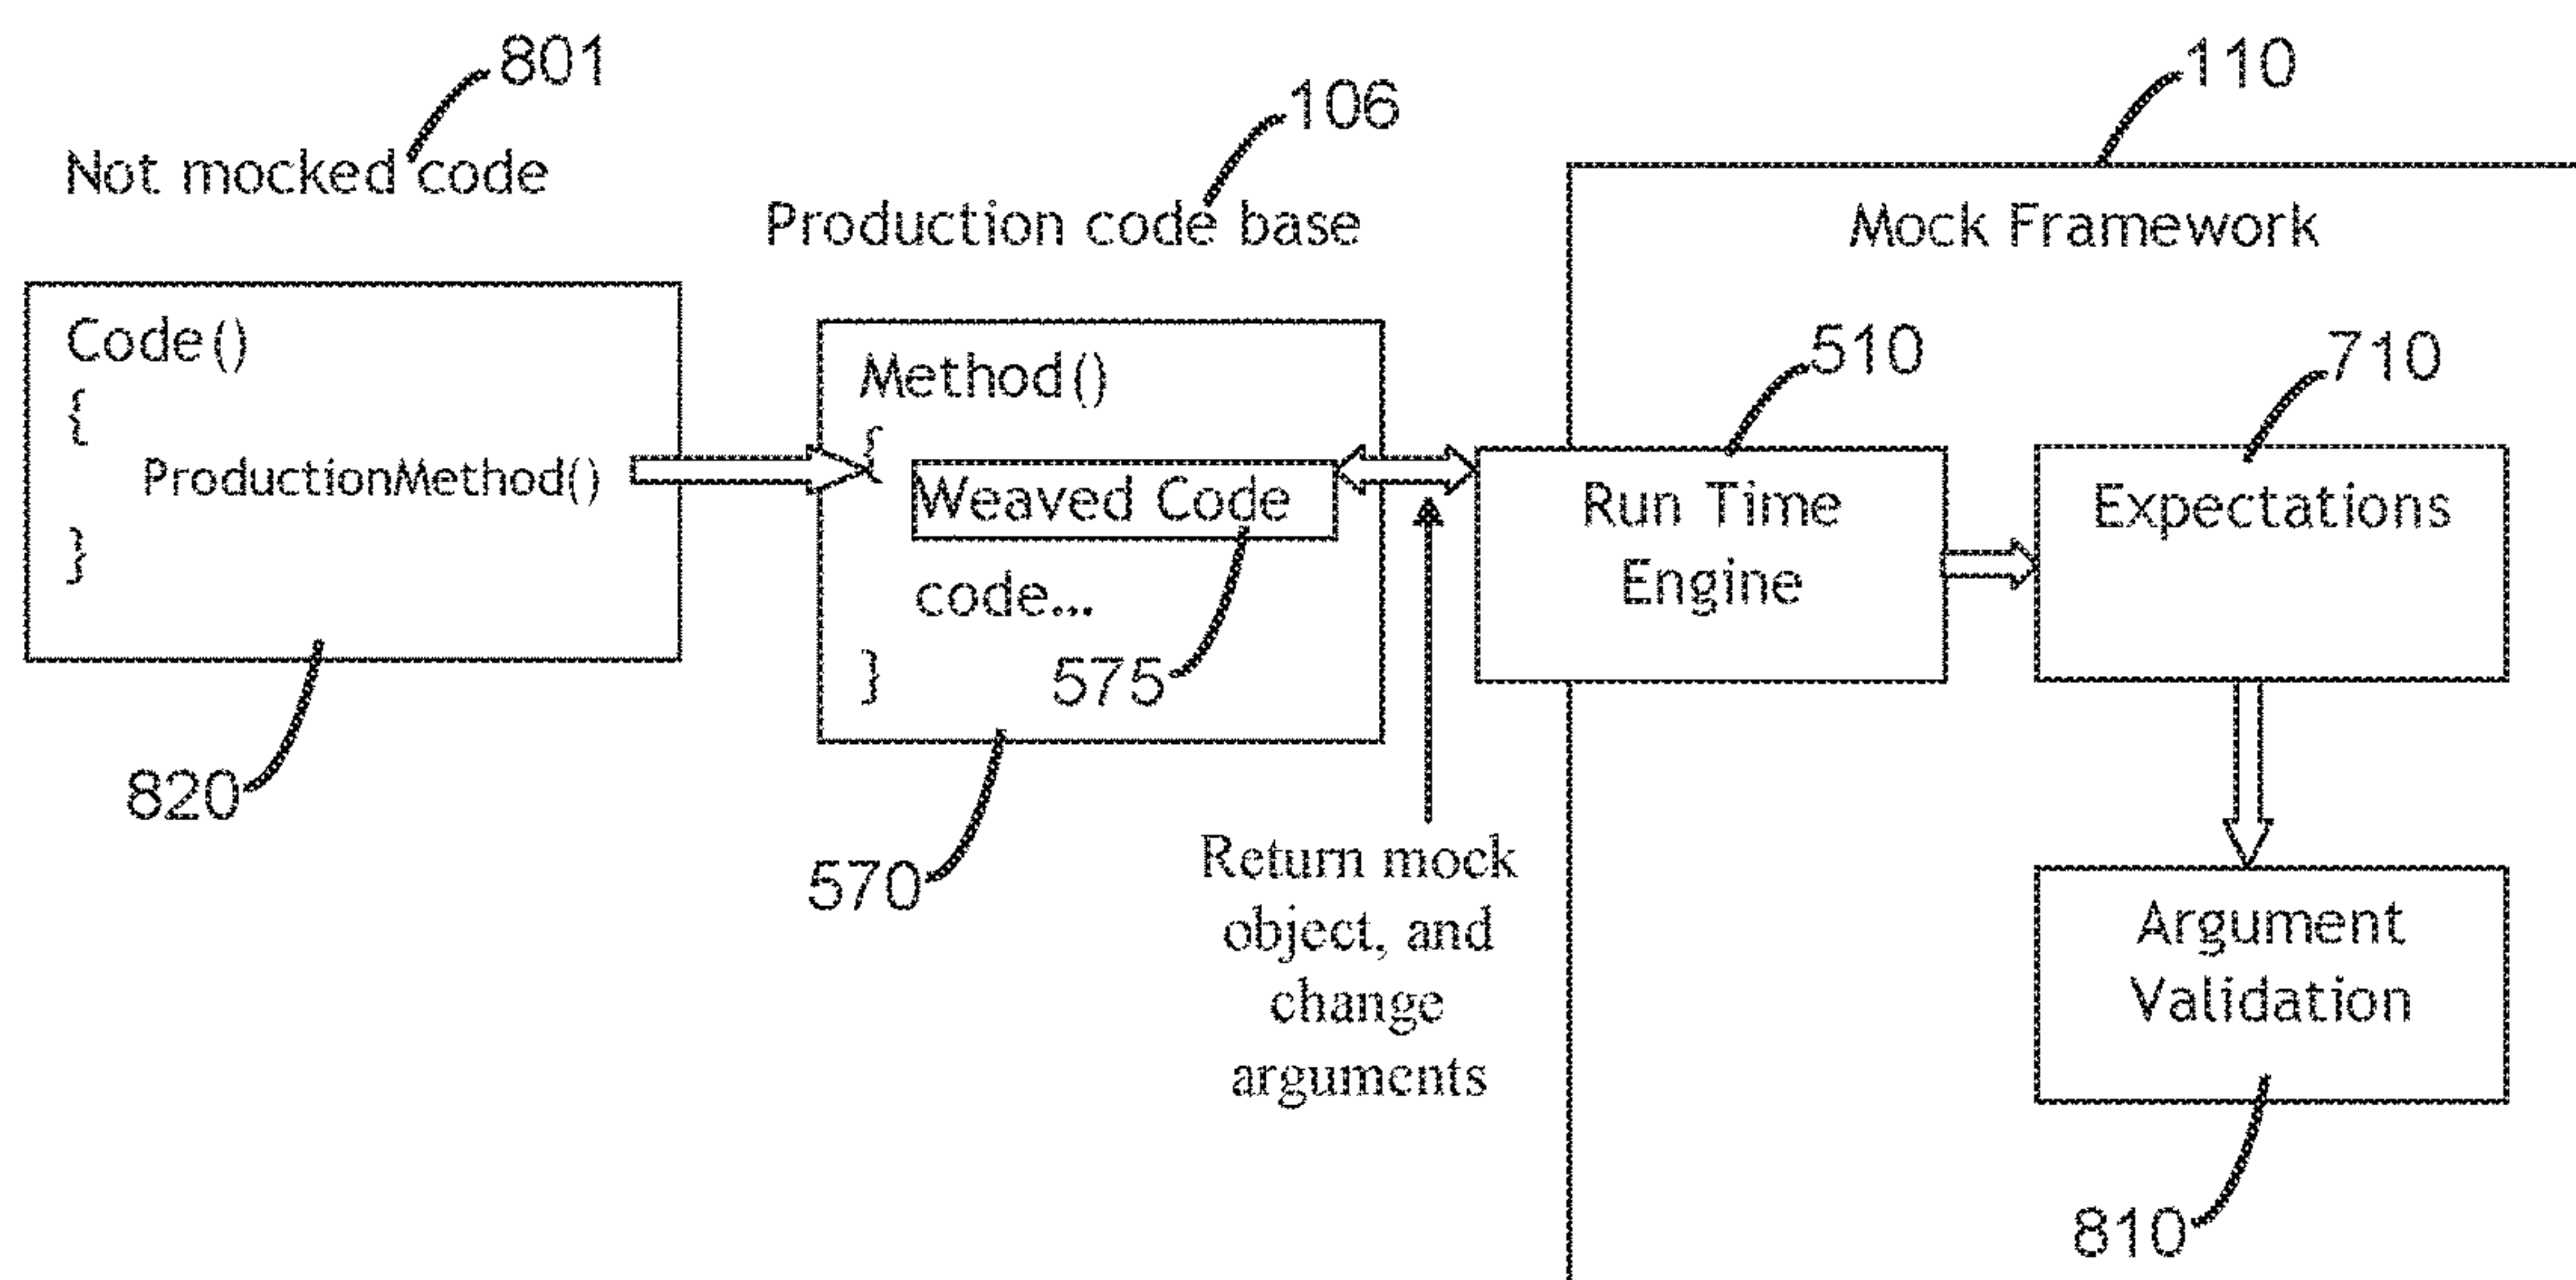 801
Not mocked code
106
Production code base
110
Mock Framework
Code()
{
ProductionMethod()
}
820
Method()
{
Weaved Code
code...
}
575
570
Return mock
object, and
change
arguments
510
Run Time
Engine
710
Expectations
Argument
Validation
810